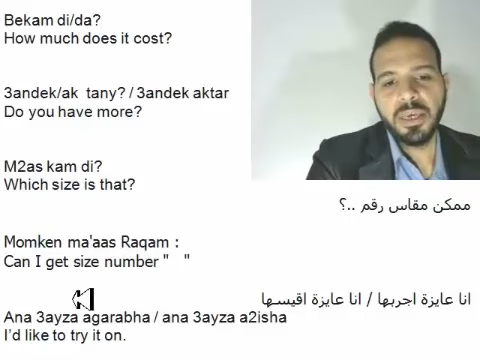 Bekam di/da?
How much does it cost?
3andek/ak tany? / 3andek aktar
Do you have more?
M2as kam di?
Which size is that?
ممكن مقاس رقم ..؟
Momken ma'aas Raqam :
Can I get size number " "
انا عايزة اجربها / انا عايزة اقيسها
Ana 3ayza agarabha / ana 3ayza a2isha
I'd like to try it on.